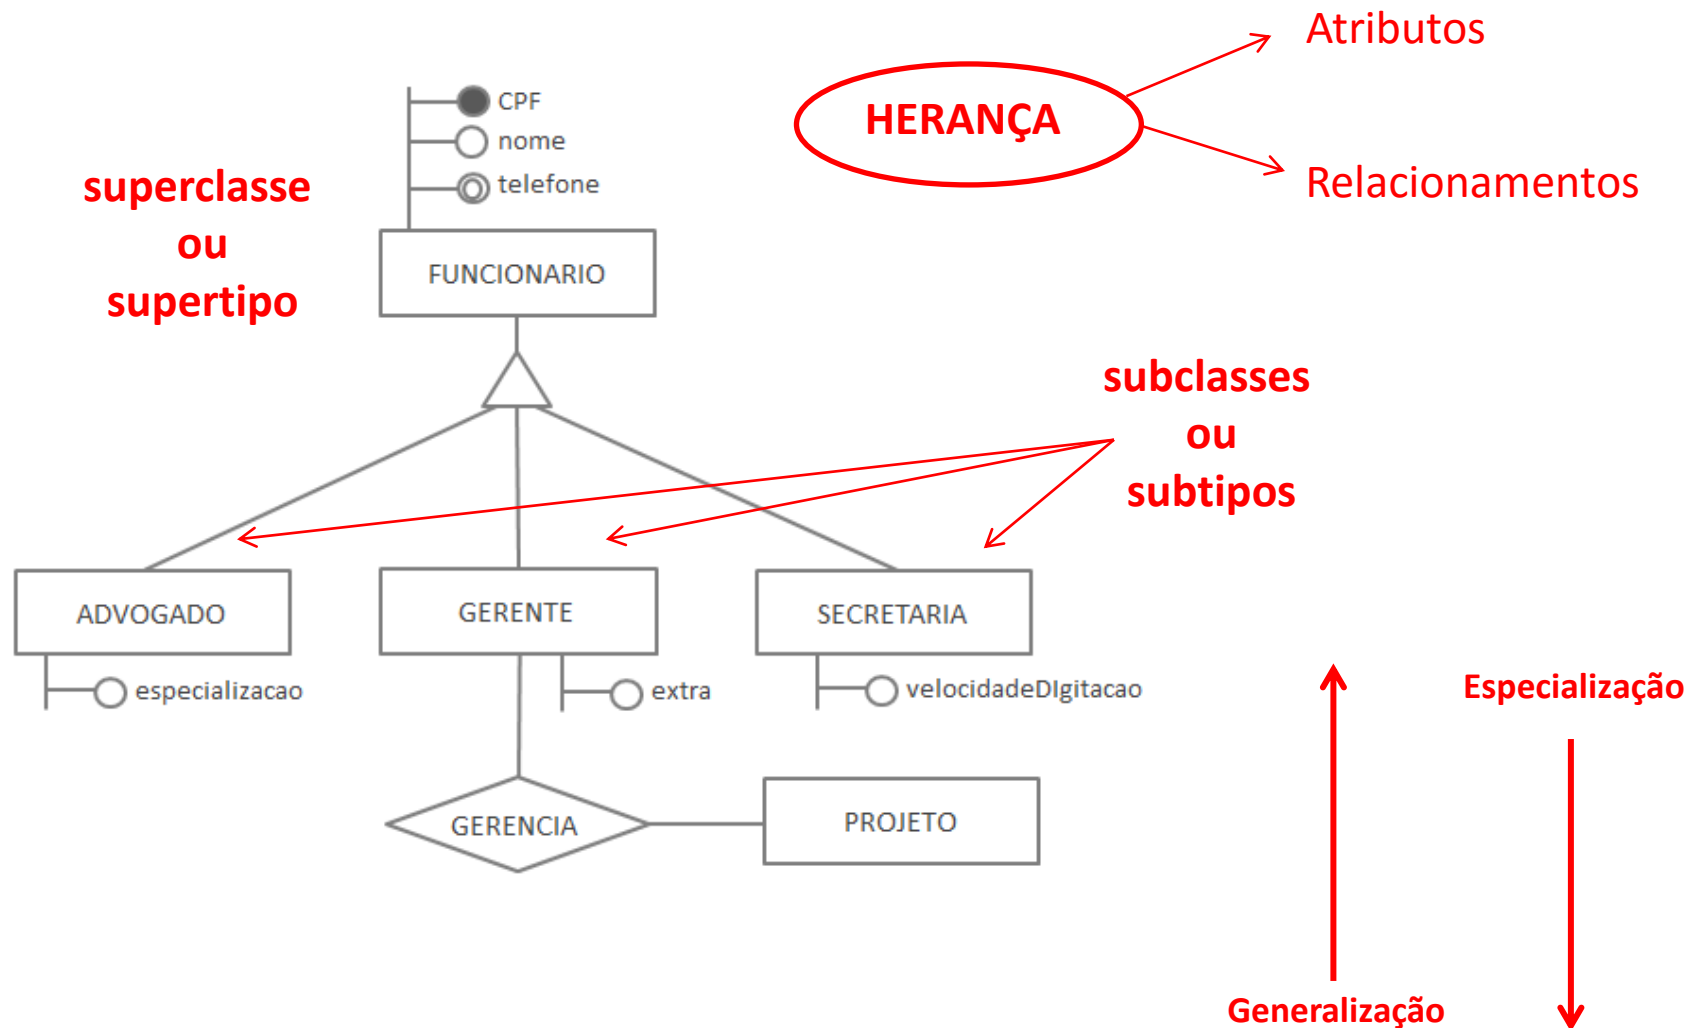 Atributos
CPF
HERANÇA
nome
telefone
superclasse
ou
supertipo
Relacionamentos
FUNCIONARIO
subclasses
ou
subtipos
ADVOGADO
GERENTE
SECRETARIA
especializacao
extra
velocidadeDIgitacao
Especialização
GERENCIA
PROJETO
Generalização